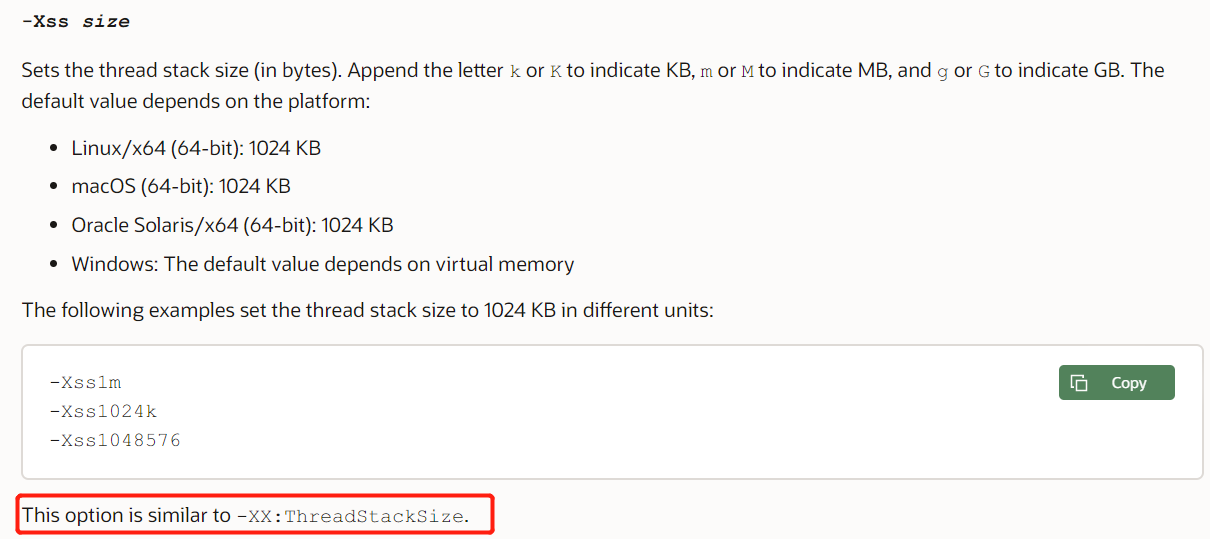 -Xss size
Sets the thread stack size (in bytes). Append the letter k or K to indicate KB, m or M to indicate MB, and g or G to indicate GB. The
default value depends on the platform:
• Linux/x64 (64-bit): 1024 KB
• macOS (64-bit): 1024 KB
• Oracle Solaris/x64 (64-bit): 1024 KB
• Windows: The default value depends on virtual memory
The following examples set the thread stack size to 1024 KB in different units:
-Xss1m
Copy
-Xss1024k
-Xss1048576
This option is similar to -XX:ThreadStackSize.